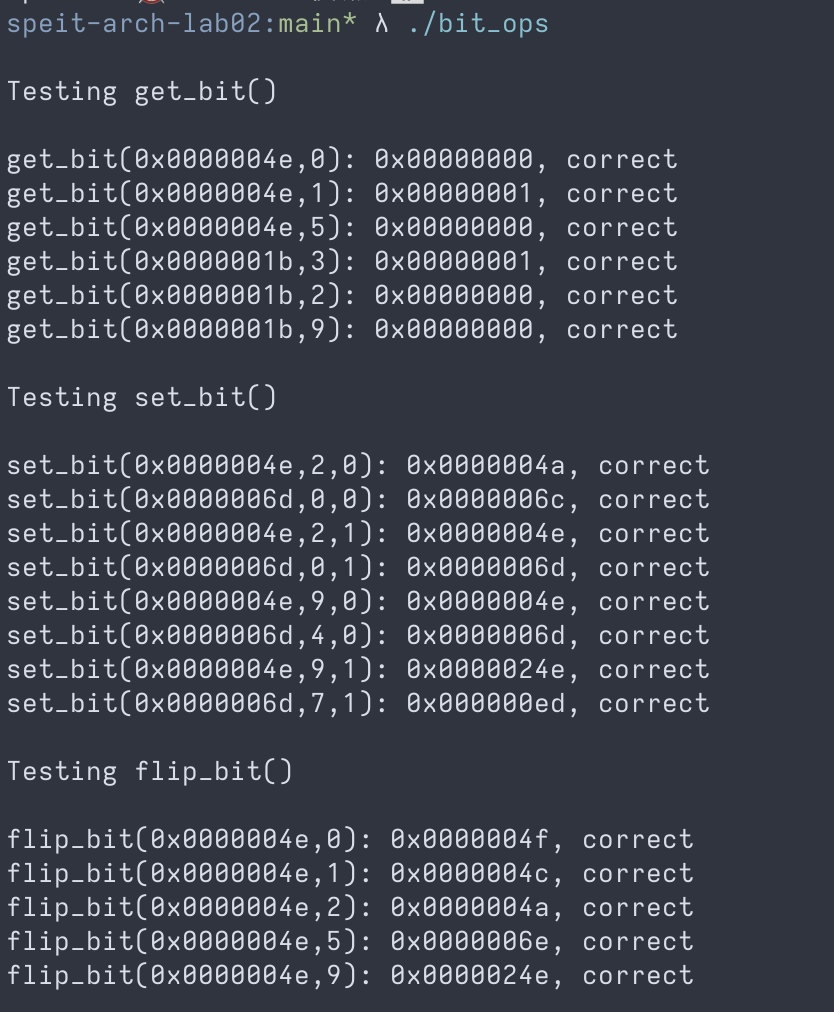 speit-arch-lab02:main* λ ./bit_ops
Testing get_bit()
get_bit(0x0000004e,0): 0x00000000, correct
get_bit(0x0000004e,1): 0x00000001, correct
get_bit(0x0000004e,5): 0x00000000, correct
get_bit(0x0000001b,3): 0x00000001, correct
get_bit(0x0000001b,2): 0x00000000, correct
get_bit(0x0000001b,9): 0x00000000, correct
Testing set_bit()
set_bit(0x0000004e,2,0): 0x0000004a, correct
set_bit(0x0000006d,0,0): 0x0000006c, correct
set_bit(0x0000004e,2,1): 0x0000004e, correct
set_bit(0x0000006d,0,1): 0x0000006d, correct
set_bit(0x0000004e,9,0): 0x0000004e, correct
set_bit(0x0000006d,4,0): 0x0000006d, correct
set_bit(0x0000004e,9,1): 0x0000024e, correct
set_bit(0x0000006d,7,1): 0x000000ed, correct
Testing flip_bit()
flip_bit(0x0000004e,0): 0x0000004f, correct
flip_bit(0x0000004e,1): 0x0000004c, correct
flip_bit(0x0000004e,2): 0x0000004a, correct
flip_bit(0x0000004e,5): 0x0000006e, correct
flip_bit(0x0000004e,9): 0x0000024e, correct